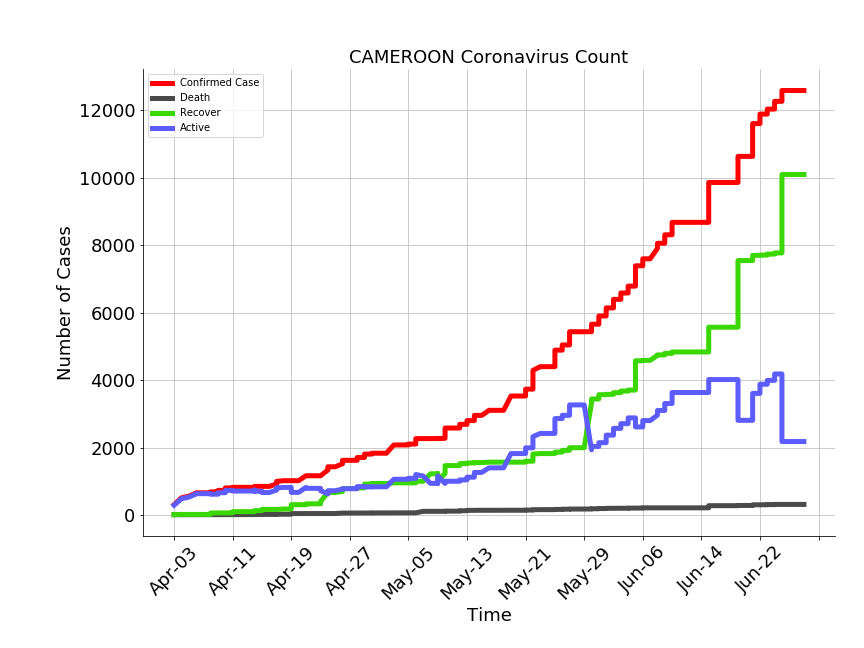 CAMEROON Coronavirus Count
Confirmed Case
Death
Recover
Active
12000
10000
8000
6000
4000
2000
0
Number of Cases
Apr-03
Apr-11
Apr-19
Apr-27
May-05
May-13
May-21
May-29
Jun-06
Jun-14
Jun-22
Time